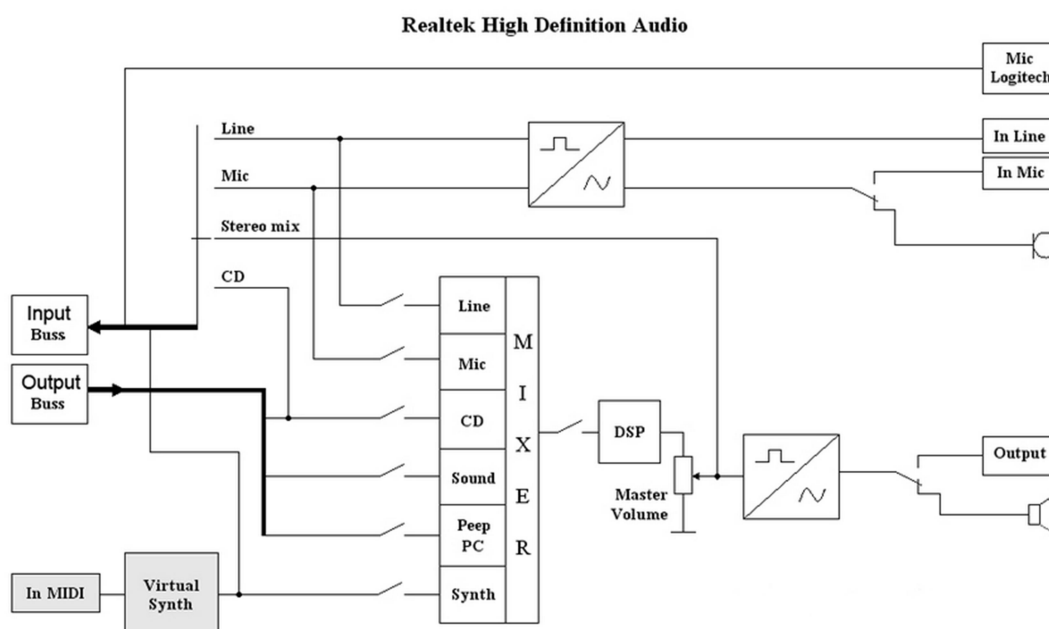 Realtek High Definition Audio
Mic
Logitech
Line
In Line
Mic
In Mic
Stereo mix
CD
Input
Buss
Output
Buss
Line
Mic
CD
Sound
Peep
PC
Synth
M
I
X
E
R
DSP
Master
Volume
Output
In MIDI
Virtual
Synth